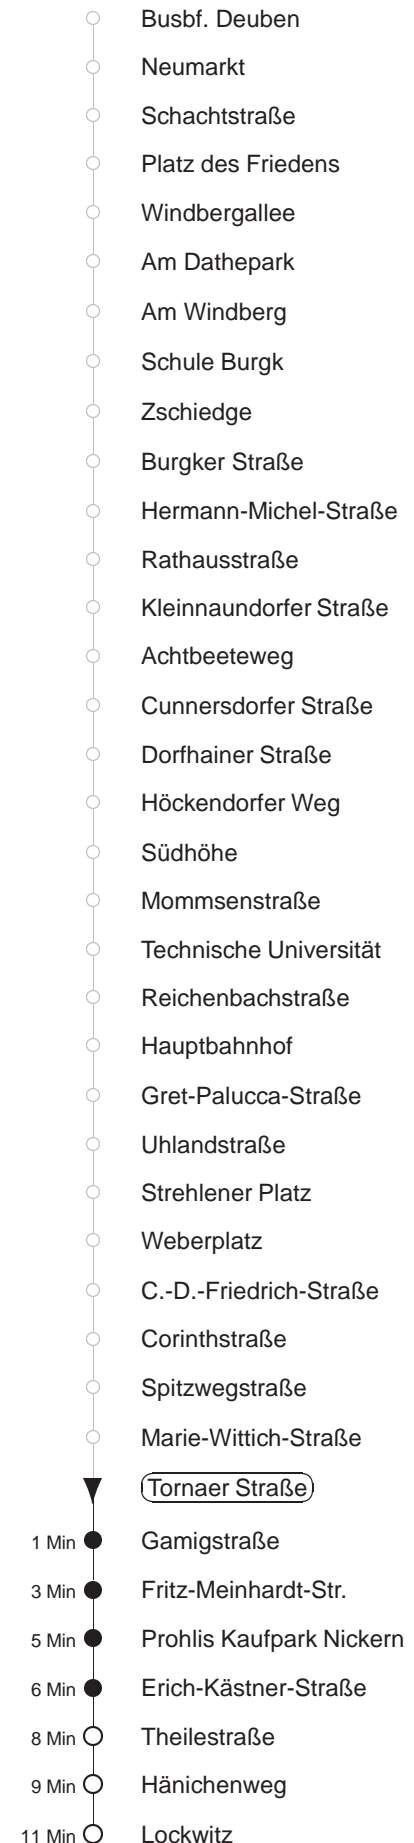 Busbf. Deuben
Neumarkt
Schachtstraße
Platz des Friedens
Windbergallee
Am Dathepark
Am Windberg
Schule Burgk
Zschiedge
Burgker Straße
Hermann-Michel-Straße
Rathausstraße
Kleinnaundorfer Straße
Achtbeeteweg
Cunnersdorfer Straße
Dorfhainer Straße
Höckendorfer Weg
Südhöhe
Mommsenstraße
Technische Universität
Reichenbachstraße
Hauptbahnhof
Gret-Palucca-Straße
Uhlandstraße
Strehlener Platz
Weberplatz
C.-D.-Friedrich-Straße
Corinthstraße
Spitzwegstraße
Marie-Wittich-Straße
Tornaer Straße
1 Min Gamigstraße
3 Min Fritz-Meinhardt-Str.
5 Min Prohlis Kaufpark Nickern
6 Min Erich-Kästner-Straße
8 Min Theilestraße
9 Min Hänichenweg
11 Min Lockwitz